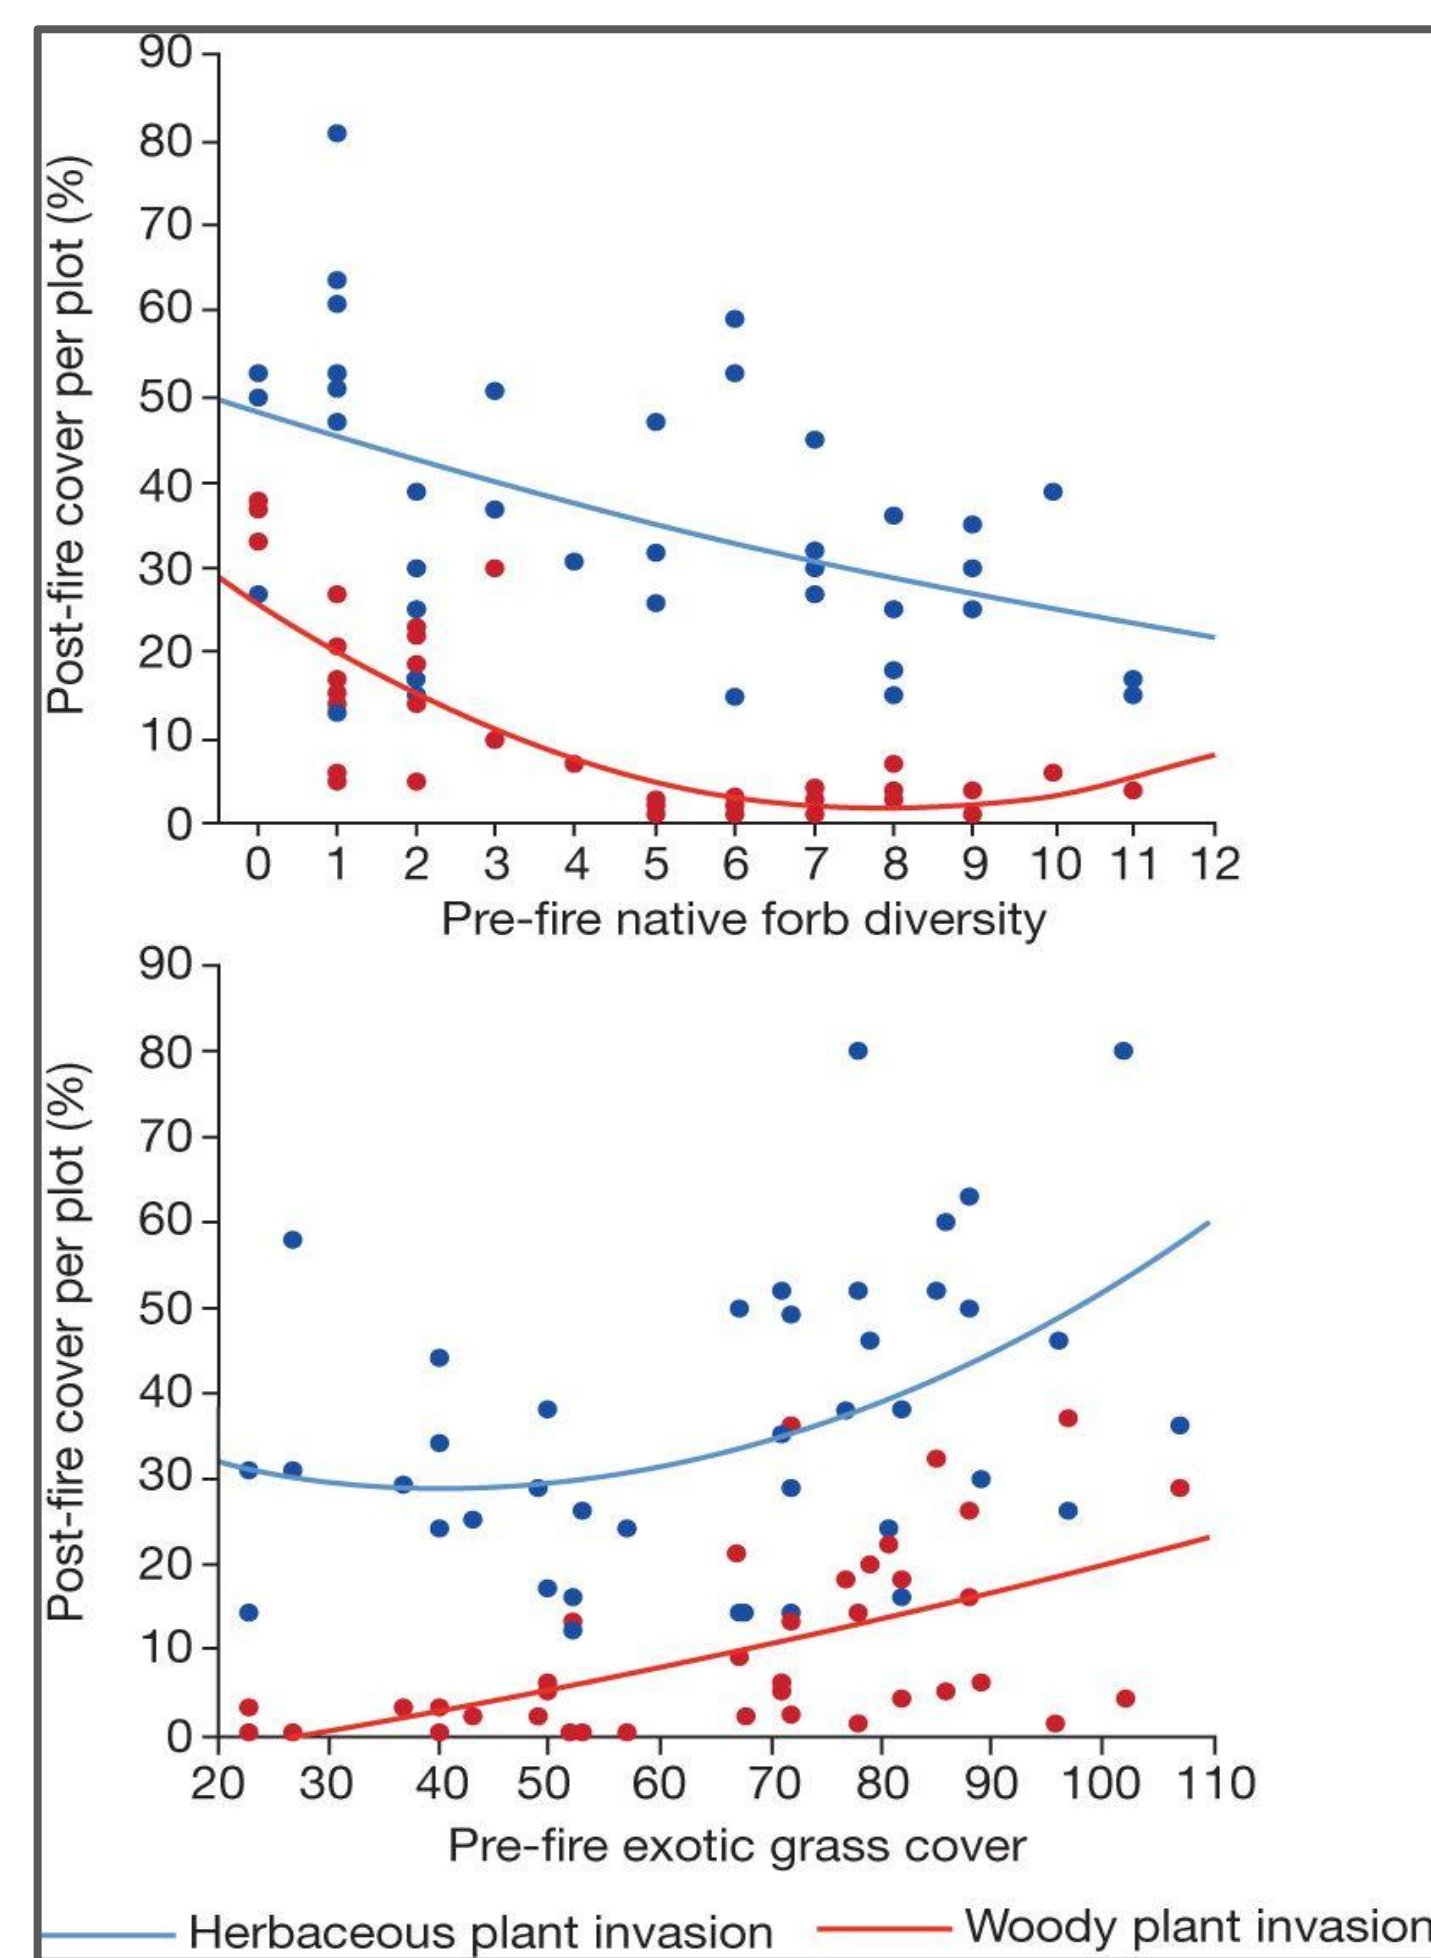 90
80
70
60
50
40
30
20
10
0
Post-fire cover per plot (%)
0 1 2 3 4 5 6 7 8 9 10 11 12
Pre-fire native forb diversity
90
80
70
60
50
40
30
20
10
0
Post-fire cover per plot (%)
20 30 40 50 60 70 80 90 100 110
Pre-fire exotic grass cover
Herbaceous plant invasion Woody plant invasion